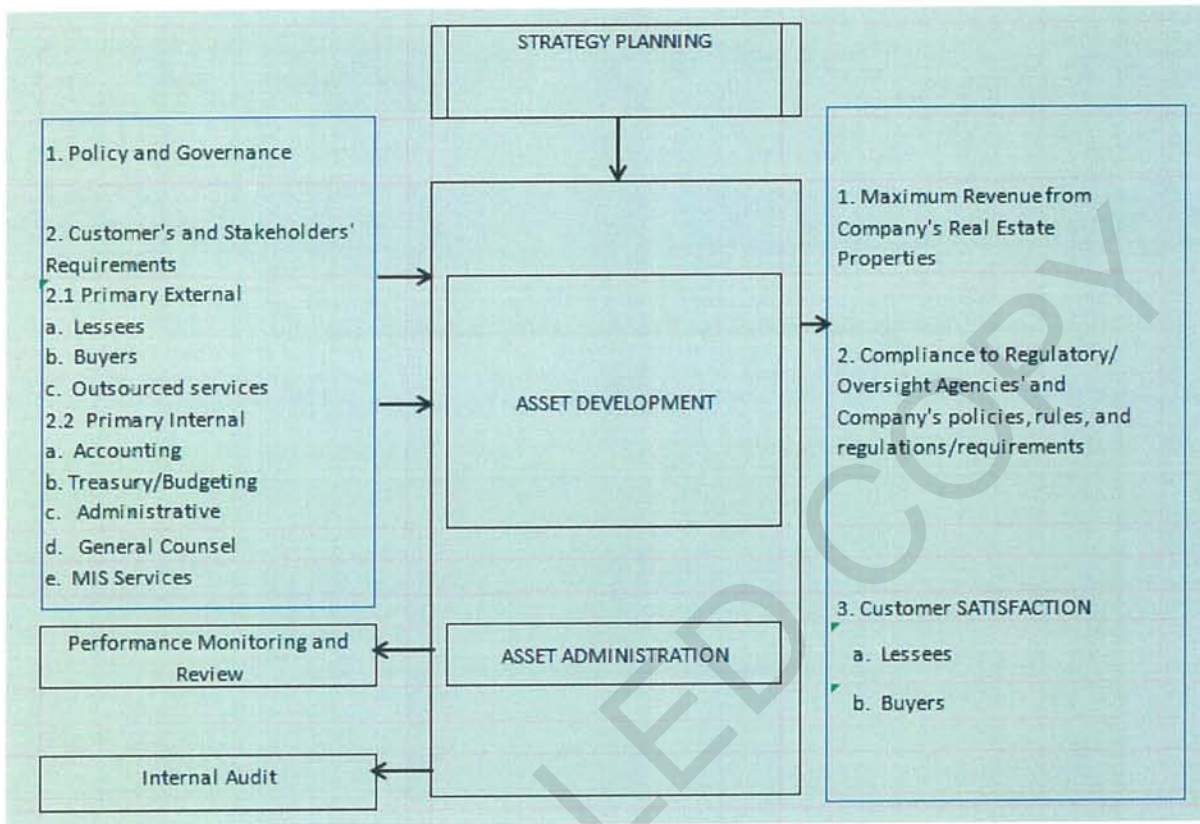 STRATEGY PLANNING
1. Policy and Governance
2. Customer's and Stakeholders'
Requirements
2.1 Primary External
a. Lessees
b. Buyers
c. Outsourced services
2.2 Primary Internal
a. Accounting
b. Treasury/Budgeting
c. Administrative
d. General Counsel
e. MIS Services
Performance Monitoring and
Review
Internal Audit
ASSET DEVELOPMENT
ASSET ADMINISTRATION
1. Maximum Revenue from
Company's Real Estate
Properties
2. Compliance to Regulatory/
Oversight Agencies' and
Company's policies, rules, and
regulations/requirements
3. Customer SATISFACTION
a. Lessees
b. Buyers
LED COPY